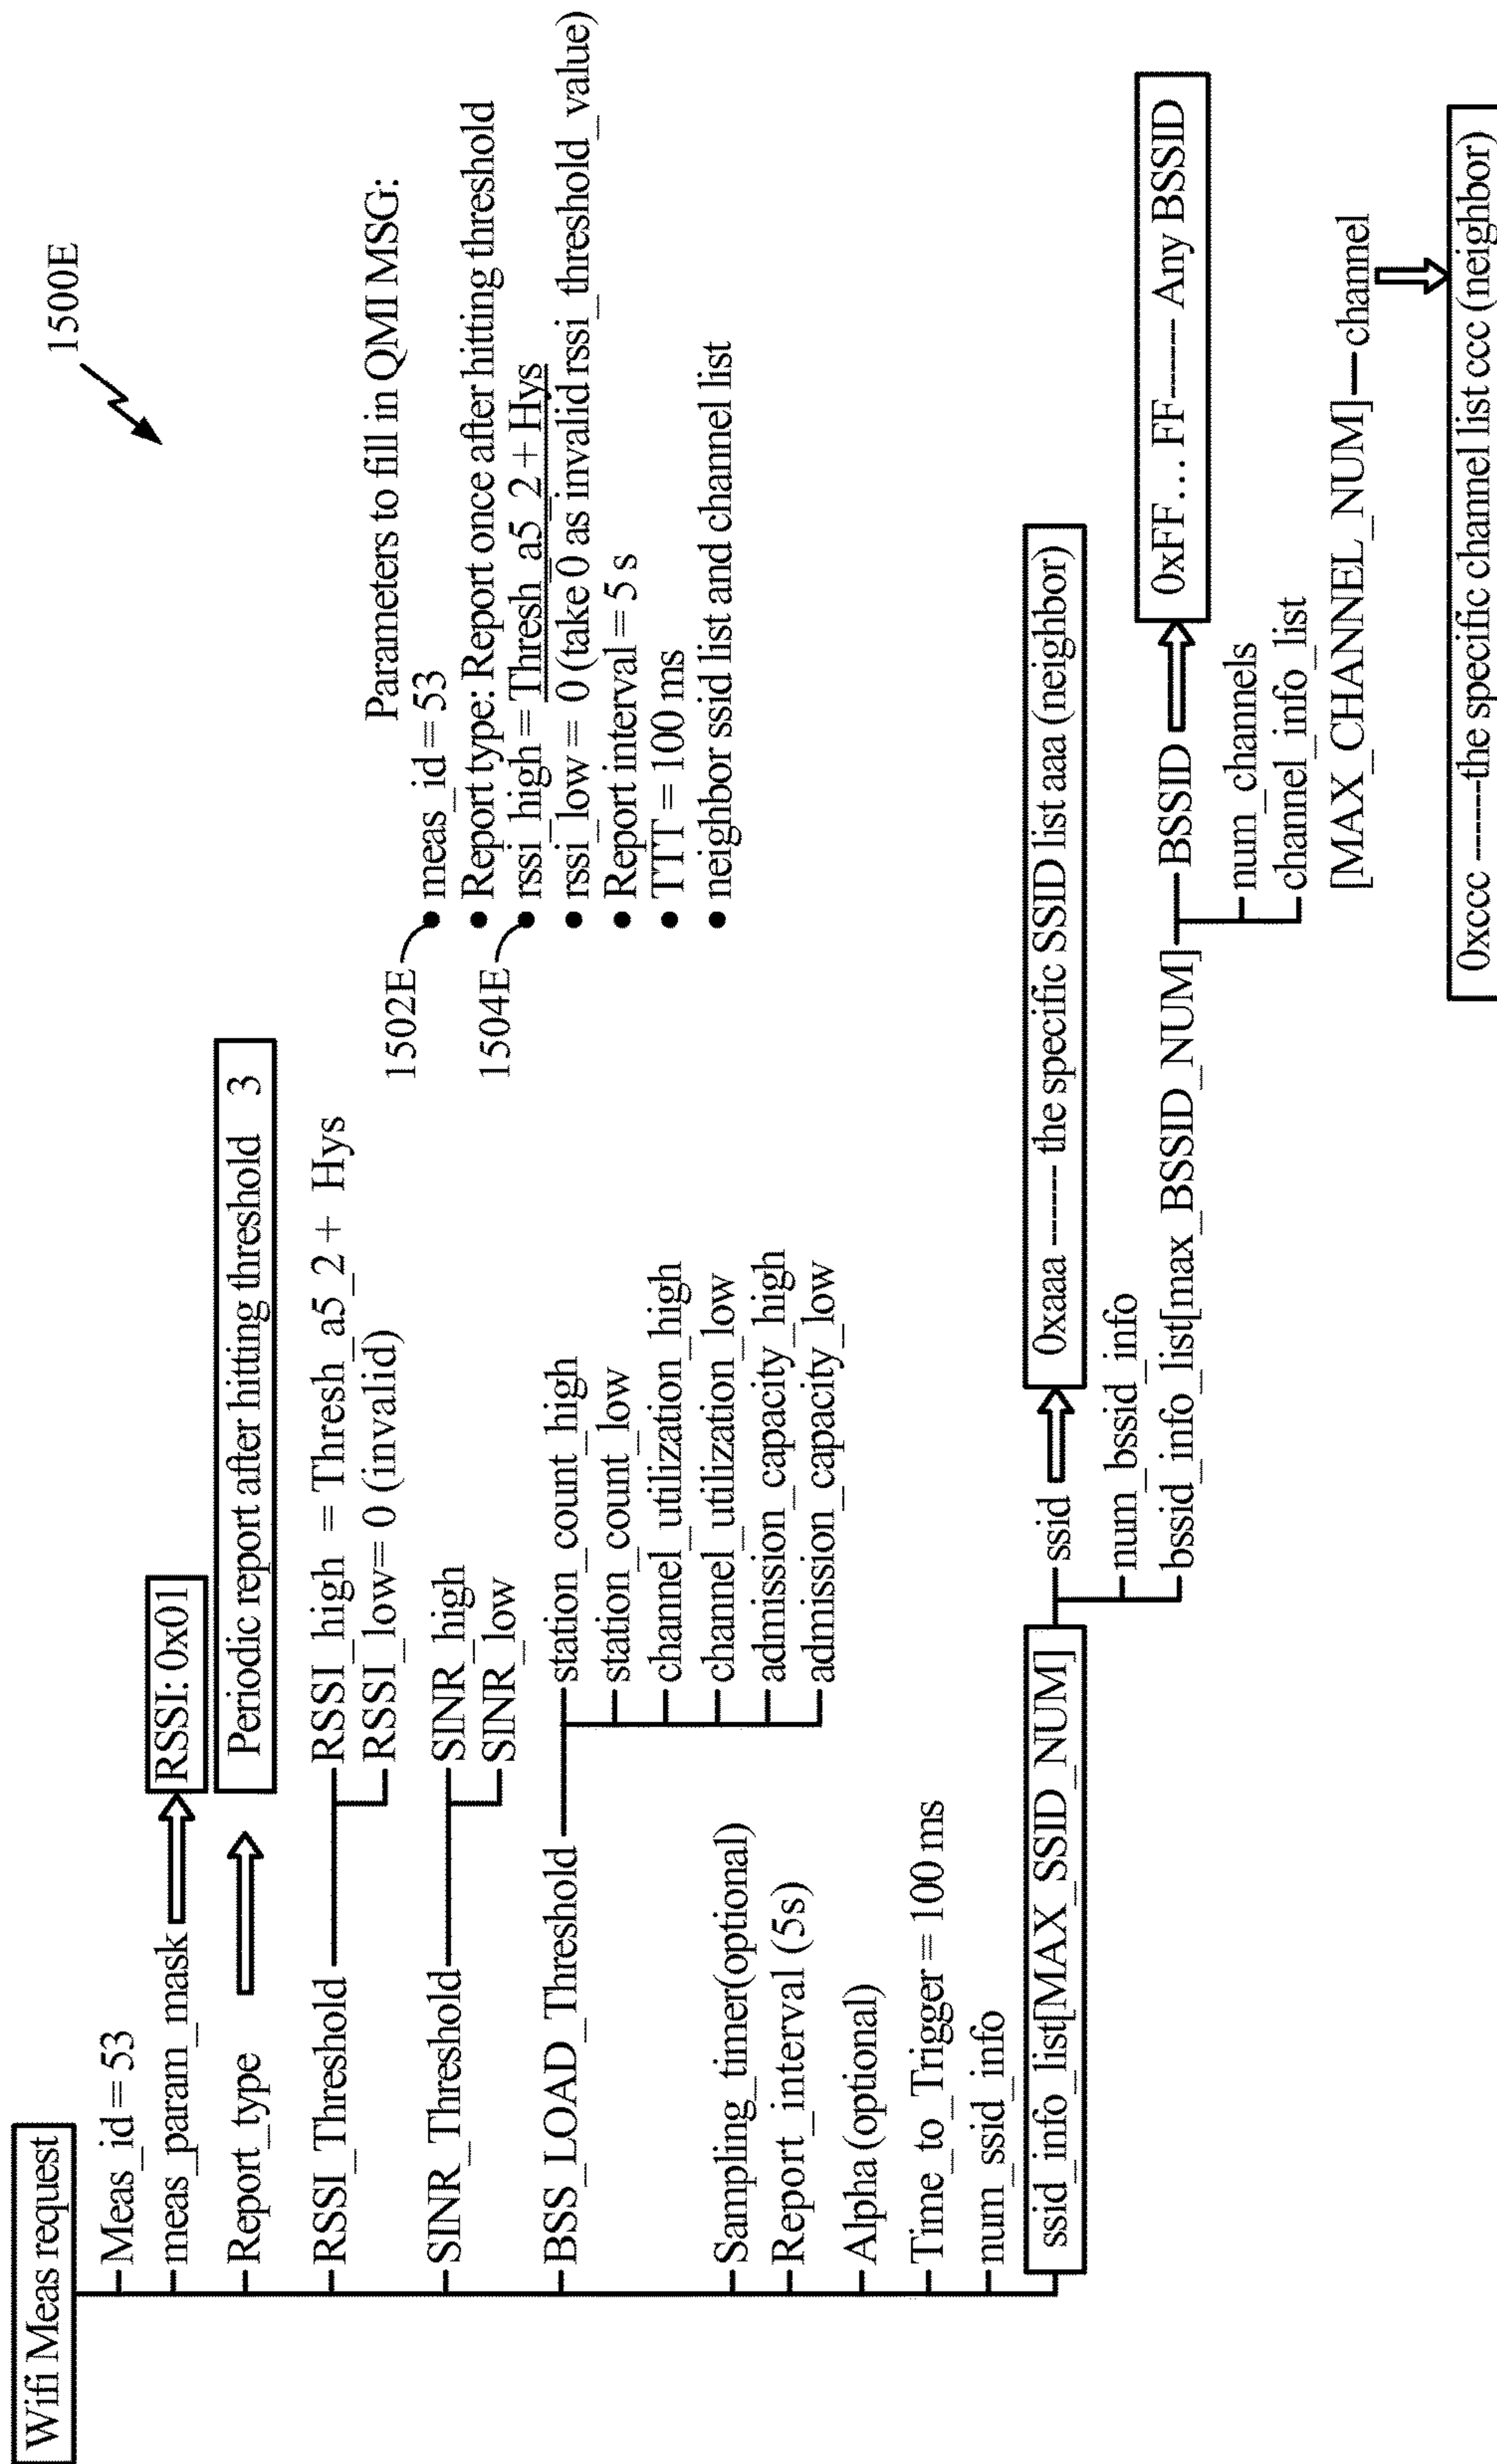 1500E
Wifi Meas request
Meas_id = 53
meas_param_mask
RSSI: 0x01
Report_type
Periodic report after hitting threshold 3
RSSI_Threshold
RSSI_high = Thresh_a5_2 + Hys
RSSI_low= 0 (invalid)
SINR_Threshold
SINR_high
SINR_low
BSS_LOAD_Threshold
station_count_high
station_count_low
channel_utilization_high
channel_utilization_low
admission_capacity_high
admission_capacity_low
Sampling_timer(optional)
Report_interval (5s)
Alpha (optional)
Time_to_Trigger = 100 ms
num_ssid_info
ssid_info_list[MAX_SSID_NUM]
Parameters to fill in QMI MSG:
1502E
• meas_id = 53
• Report type: Report once after hitting threshold
1504E
• rssi_high = Thresh_a5_2 + Hys
• rssi_low = 0 (take 0 as invalid rssi_threshold_value)
• Report interval = 5 s
• TTT = 100 ms
• neighbor ssid list and channel list
ssid
0xaaa ------- the specific SSID list aaa (neighbor)
num_bssid_info
bssid_info_list[max_BSSID_NUM]
BSSID
0xFF... FF------- Any BSSID
num_channels
channel_info_list
[MAX_CHANNEL_NUM]
channel
0xccc -------the specific channel list ccc (neighbor)